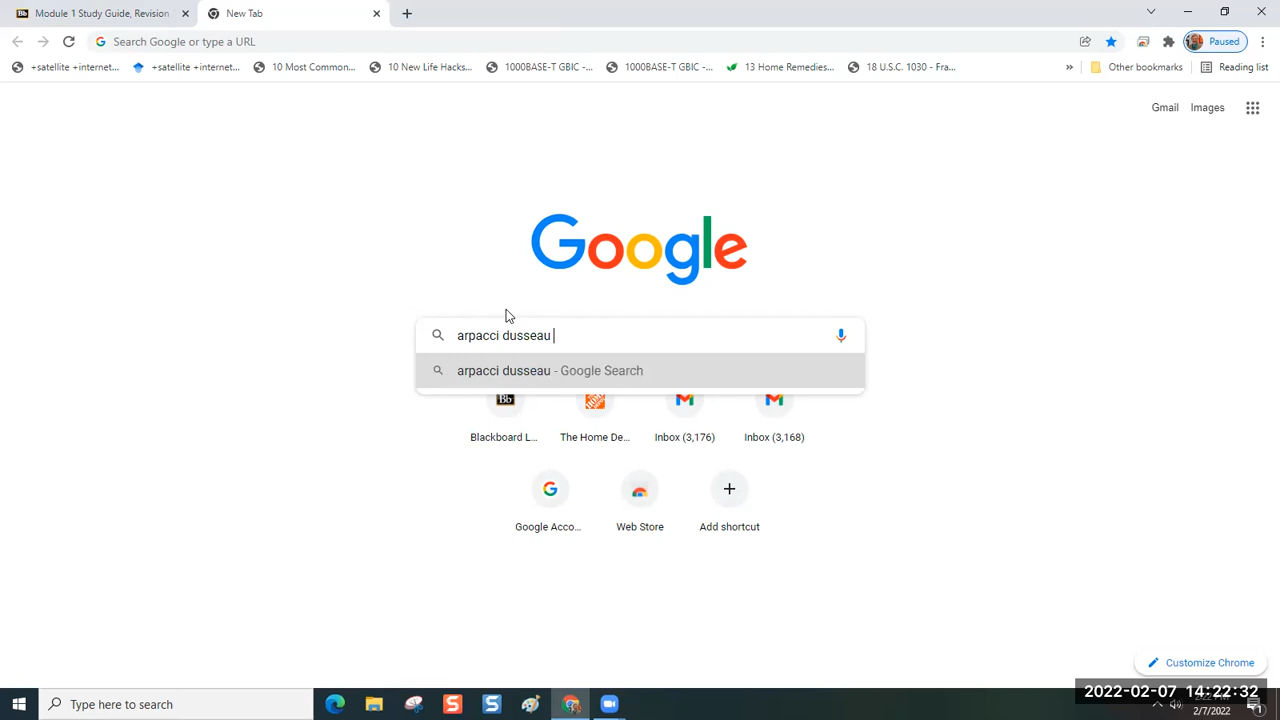 Bb Module 1 Study Guide, Revision
New Tab
Search Google or type a URL
Paused
+satellite +internet...
+satellite +internet...
10 Most Common...
10 New Life Hacks...
1000BASE-T GBIC -...
1000BASE-T GBIC -...
13 Home Remedies...
18 U.S.C. 1030 - Fra...
»
Other bookmarks
Reading list
Gmail
Images
Google
arpacci dusseau
arpacci dusseau - Google Search
Bb
Blackboard L...
The Home De...
Inbox (3,176)
Inbox (3,168)
Google Acco...
Web Store
Add shortcut
Customize Chrome
Type here to search
2022-02-07 14:22:32
2/7/2022